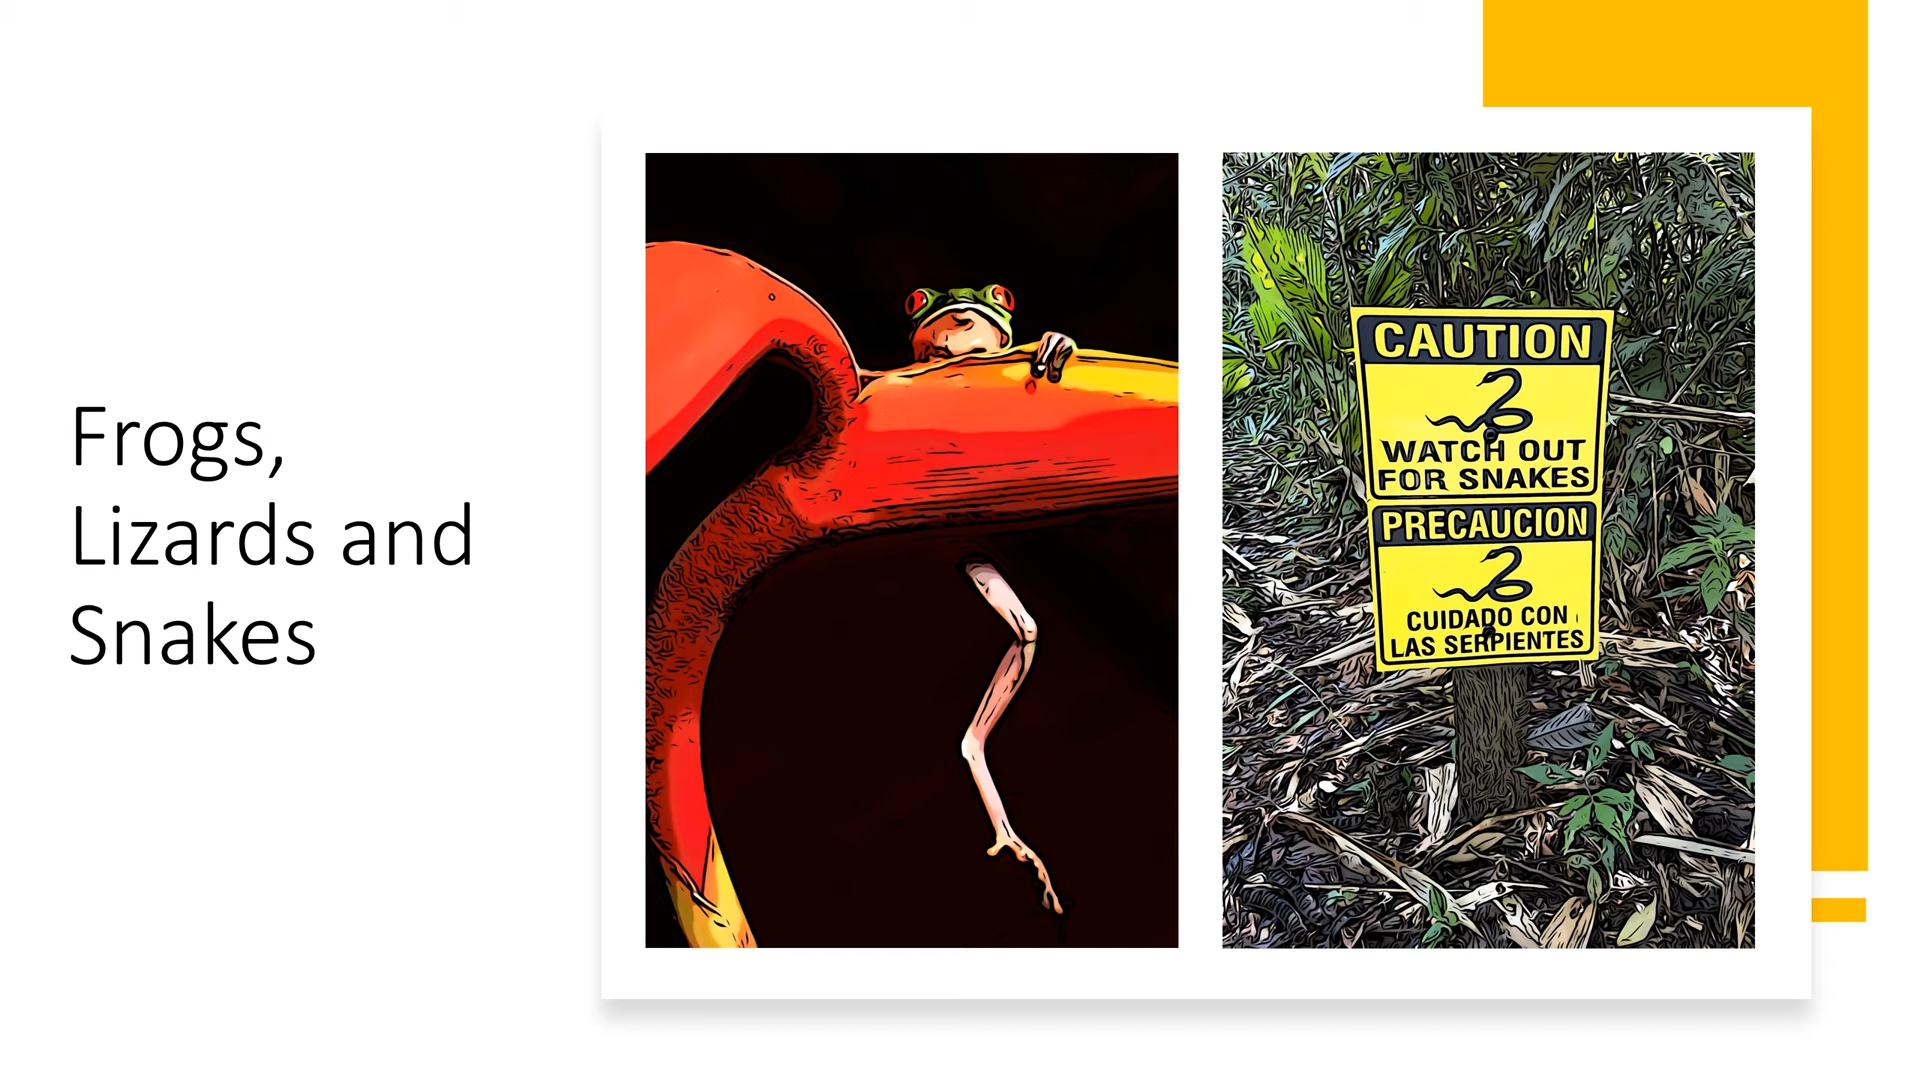 Frogs,
Lizards and
Snakes
CAUTION
WATCH OUT
FOR SNAKES
PRECAUCION
CUIDADO CON
LAS SERPIENTES